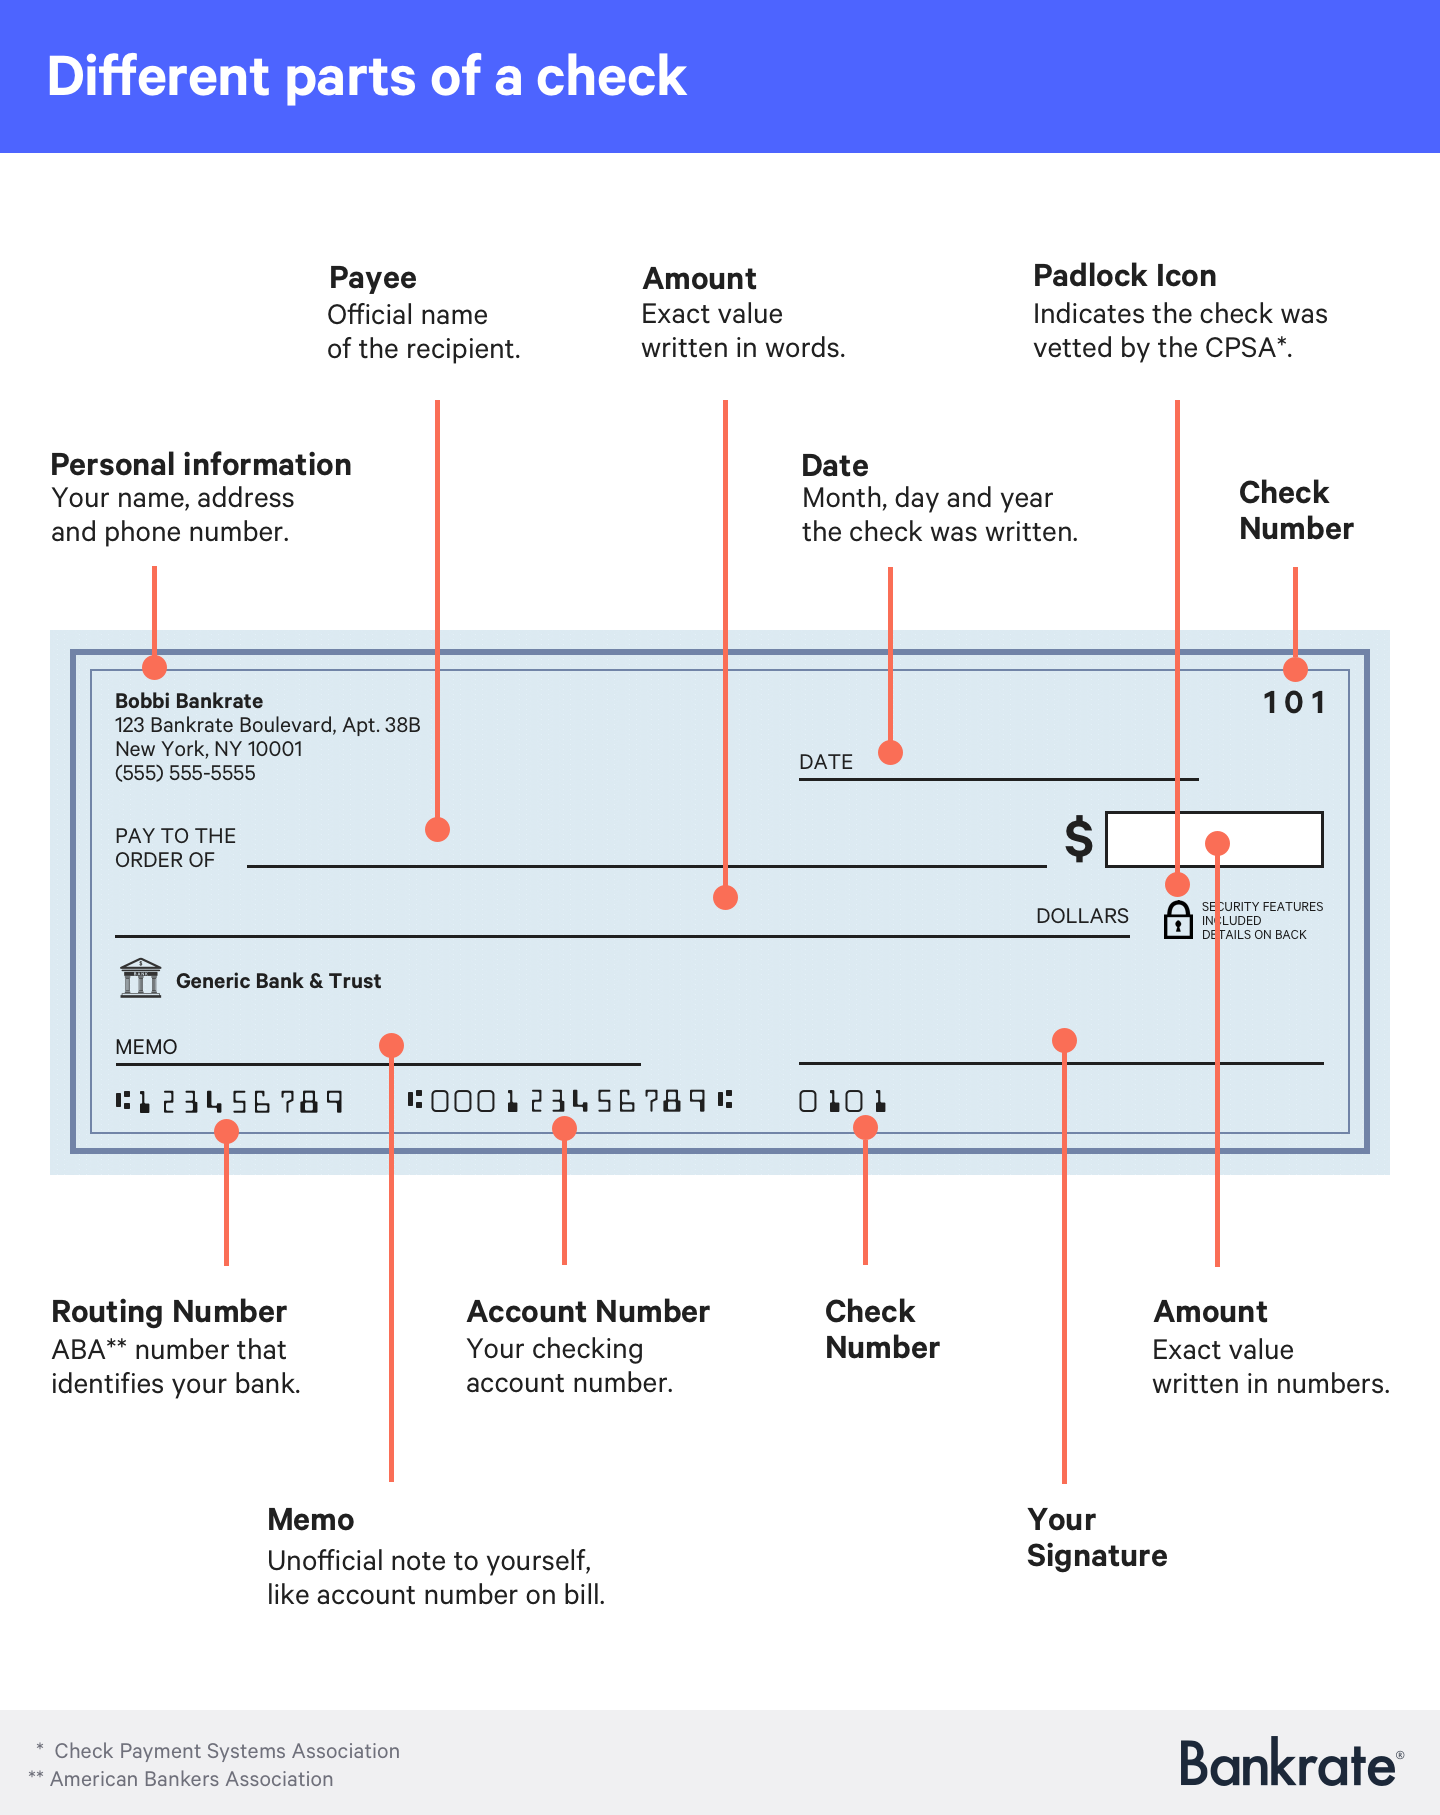 Different parts of a check
Payee
Official name
of the recipient.
Amount
Exact value
written in words.
Padlock Icon
Indicates the check was
vetted by the CPSA*.
Personal information
Your name, address
and phone number.
Date
Month, day and year
the check was written.
Check
Number
Bobbi Bankrate
123 Bankrate Boulevard, Apt. 38B
New York, NY 10001
(555) 555-5555
101
DATE
PAY TO THE
ORDER OF
$
DOLLARS
SECURITY FEATURES
INCLUDED
DETAILS ON BACK
BANK
Generic Bank & Trust
MEMO
⑆123456789 ⑆000123456789⑆ 0101
Routing Number
ABA** number that
identifies your bank.
Account Number
Your checking
account number.
Check
Number
Amount
Exact value
written in numbers.
Memo
Unofficial note to yourself,
like account number on bill.
Your
Signature
* Check Payment Systems Association
** American Bankers Association
Bankrate®